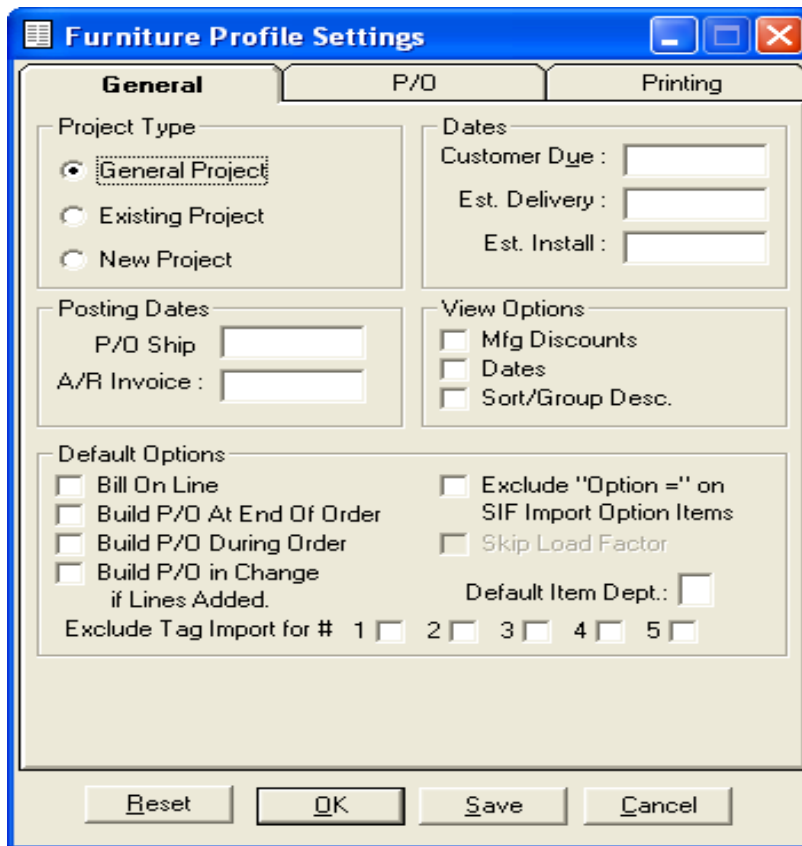 Furniture Profile Settings
General
P/O
Printing
Project Type
General Project
Existing Project
New Project
Dates
Customer Due :
Est. Delivery :
Est. Install :
Posting Dates
P/O Ship
A/R Invoice :
View Options
Mfg Discounts
Dates
Sort/Group Desc.
Default Options
Bill On Line
Build P/O At End Of Order
Build P/O During Order
Build P/O in Change
if Lines Added.
Exclude "Option =" on
SIF Import Option Items
Skip Load Factor
Default Item Dept.:
Exclude Tag Import for # 1 2 3 4 5
Reset
OK
Save
Cancel